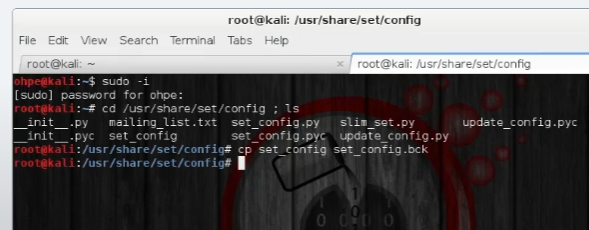 root@kali: /usr/share/set/config
File Edit View Search Terminal Tabs Help
root@kali: ~ × root@kali: /usr/share/set/config
ohpe@kali:~$ sudo -i
[sudo] password for ohpe:
root@kali:~# cd /usr/share/set/config ; ls
__init__.py mailing_list.txt set_config.py slim_set.py update_config.pyc
__init__.pyc set_config set_config.pyc update_config.py
root@kali:/usr/share/set/config# cp set_config set_config.bck
root@kali:/usr/share/set/config#